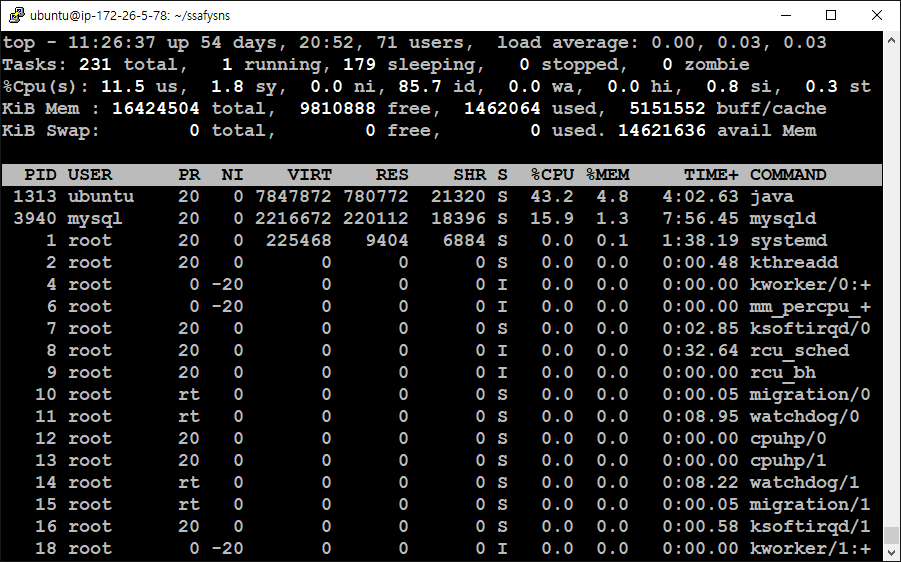 ubuntu@ip-172-26-5-78: ~/ssafysns
top - 11:26:37 up 54 days, 20:52, 71 users,  load average: 0.00, 0.03, 0.03
Tasks: 231 total,   1 running, 179 sleeping,   0 stopped,   0 zombie
%Cpu(s): 11.5 us,  1.8 sy,  0.0 ni, 85.7 id,  0.0 wa,  0.0 hi,  0.8 si,  0.3 st
KiB Mem : 16424504 total,  9810888 free,  1462064 used,  5151552 buff/cache
KiB Swap:        0 total,        0 free,        0 used. 14621636 avail Mem
PID USER      PR  NI    VIRT    RES    SHR S  %CPU %MEM     TIME+ COMMAND
1313 ubuntu    20   0 7847872 780772  21320 S  43.2  4.8   4:02.63 java
3940 mysql     20   0 2216672 220112  18396 S  15.9  1.3   7:56.45 mysqld
1 root      20   0  225468   9404   6884 S   0.0  0.1   1:38.19 systemd
2 root      20   0       0      0      0 S   0.0  0.0   0:00.48 kthreadd
4 root       0 -20       0      0      0 I   0.0  0.0   0:00.00 kworker/0:+
6 root       0 -20       0      0      0 I   0.0  0.0   0:00.00 mm_percpu_+
7 root      20   0       0      0      0 S   0.0  0.0   0:02.85 ksoftirqd/0
8 root      20   0       0      0      0 I   0.0  0.0   0:32.64 rcu_sched
9 root      20   0       0      0      0 I   0.0  0.0   0:00.00 rcu_bh
10 root      rt   0       0      0      0 S   0.0  0.0   0:00.05 migration/0
11 root      rt   0       0      0      0 S   0.0  0.0   0:08.95 watchdog/0
12 root      20   0       0      0      0 S   0.0  0.0   0:00.00 cpuhp/0
13 root      20   0       0      0      0 S   0.0  0.0   0:00.00 cpuhp/1
14 root      rt   0       0      0      0 S   0.0  0.0   0:08.22 watchdog/1
15 root      rt   0       0      0      0 S   0.0  0.0   0:00.05 migration/1
16 root      20   0       0      0      0 S   0.0  0.0   0:00.58 ksoftirqd/1
18 root       0 -20       0      0      0 I   0.0  0.0   0:00.00 kworker/1:+